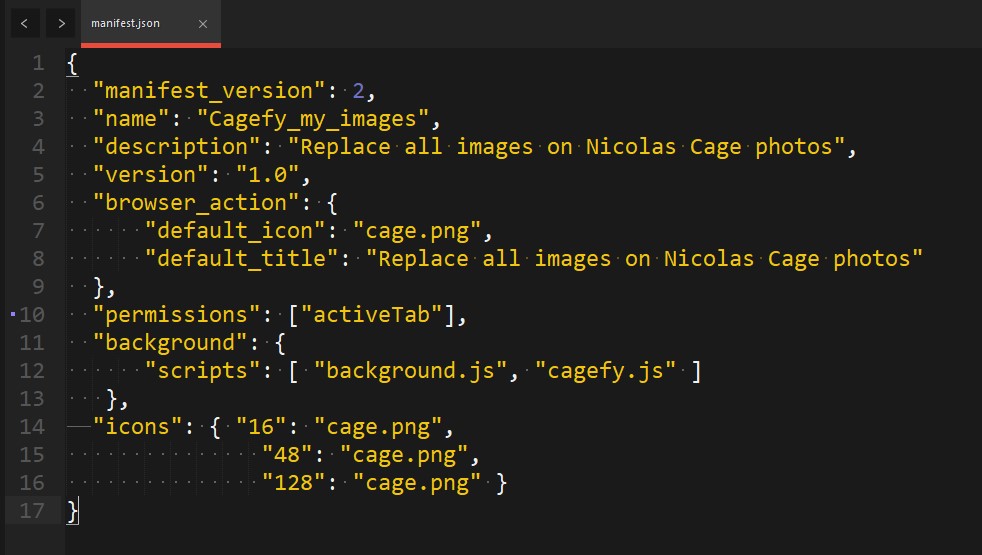 < > manifest.json ×
1 {
2 "manifest_version": 2,
3 "name": "Cagefy_my_images",
4 "description": "Replace all images on Nicolas Cage photos",
5 "version": "1.0",
6 "browser_action": {
7 "default_icon": "cage.png",
8 "default_title": "Replace all images on Nicolas Cage photos"
9 },
10 "permissions": ["activeTab"],
11 "background": {
12 "scripts": [ "background.js", "cagefy.js" ]
13 },
14 "icons": { "16": "cage.png",
15 "48": "cage.png",
16 "128": "cage.png" }
17 }